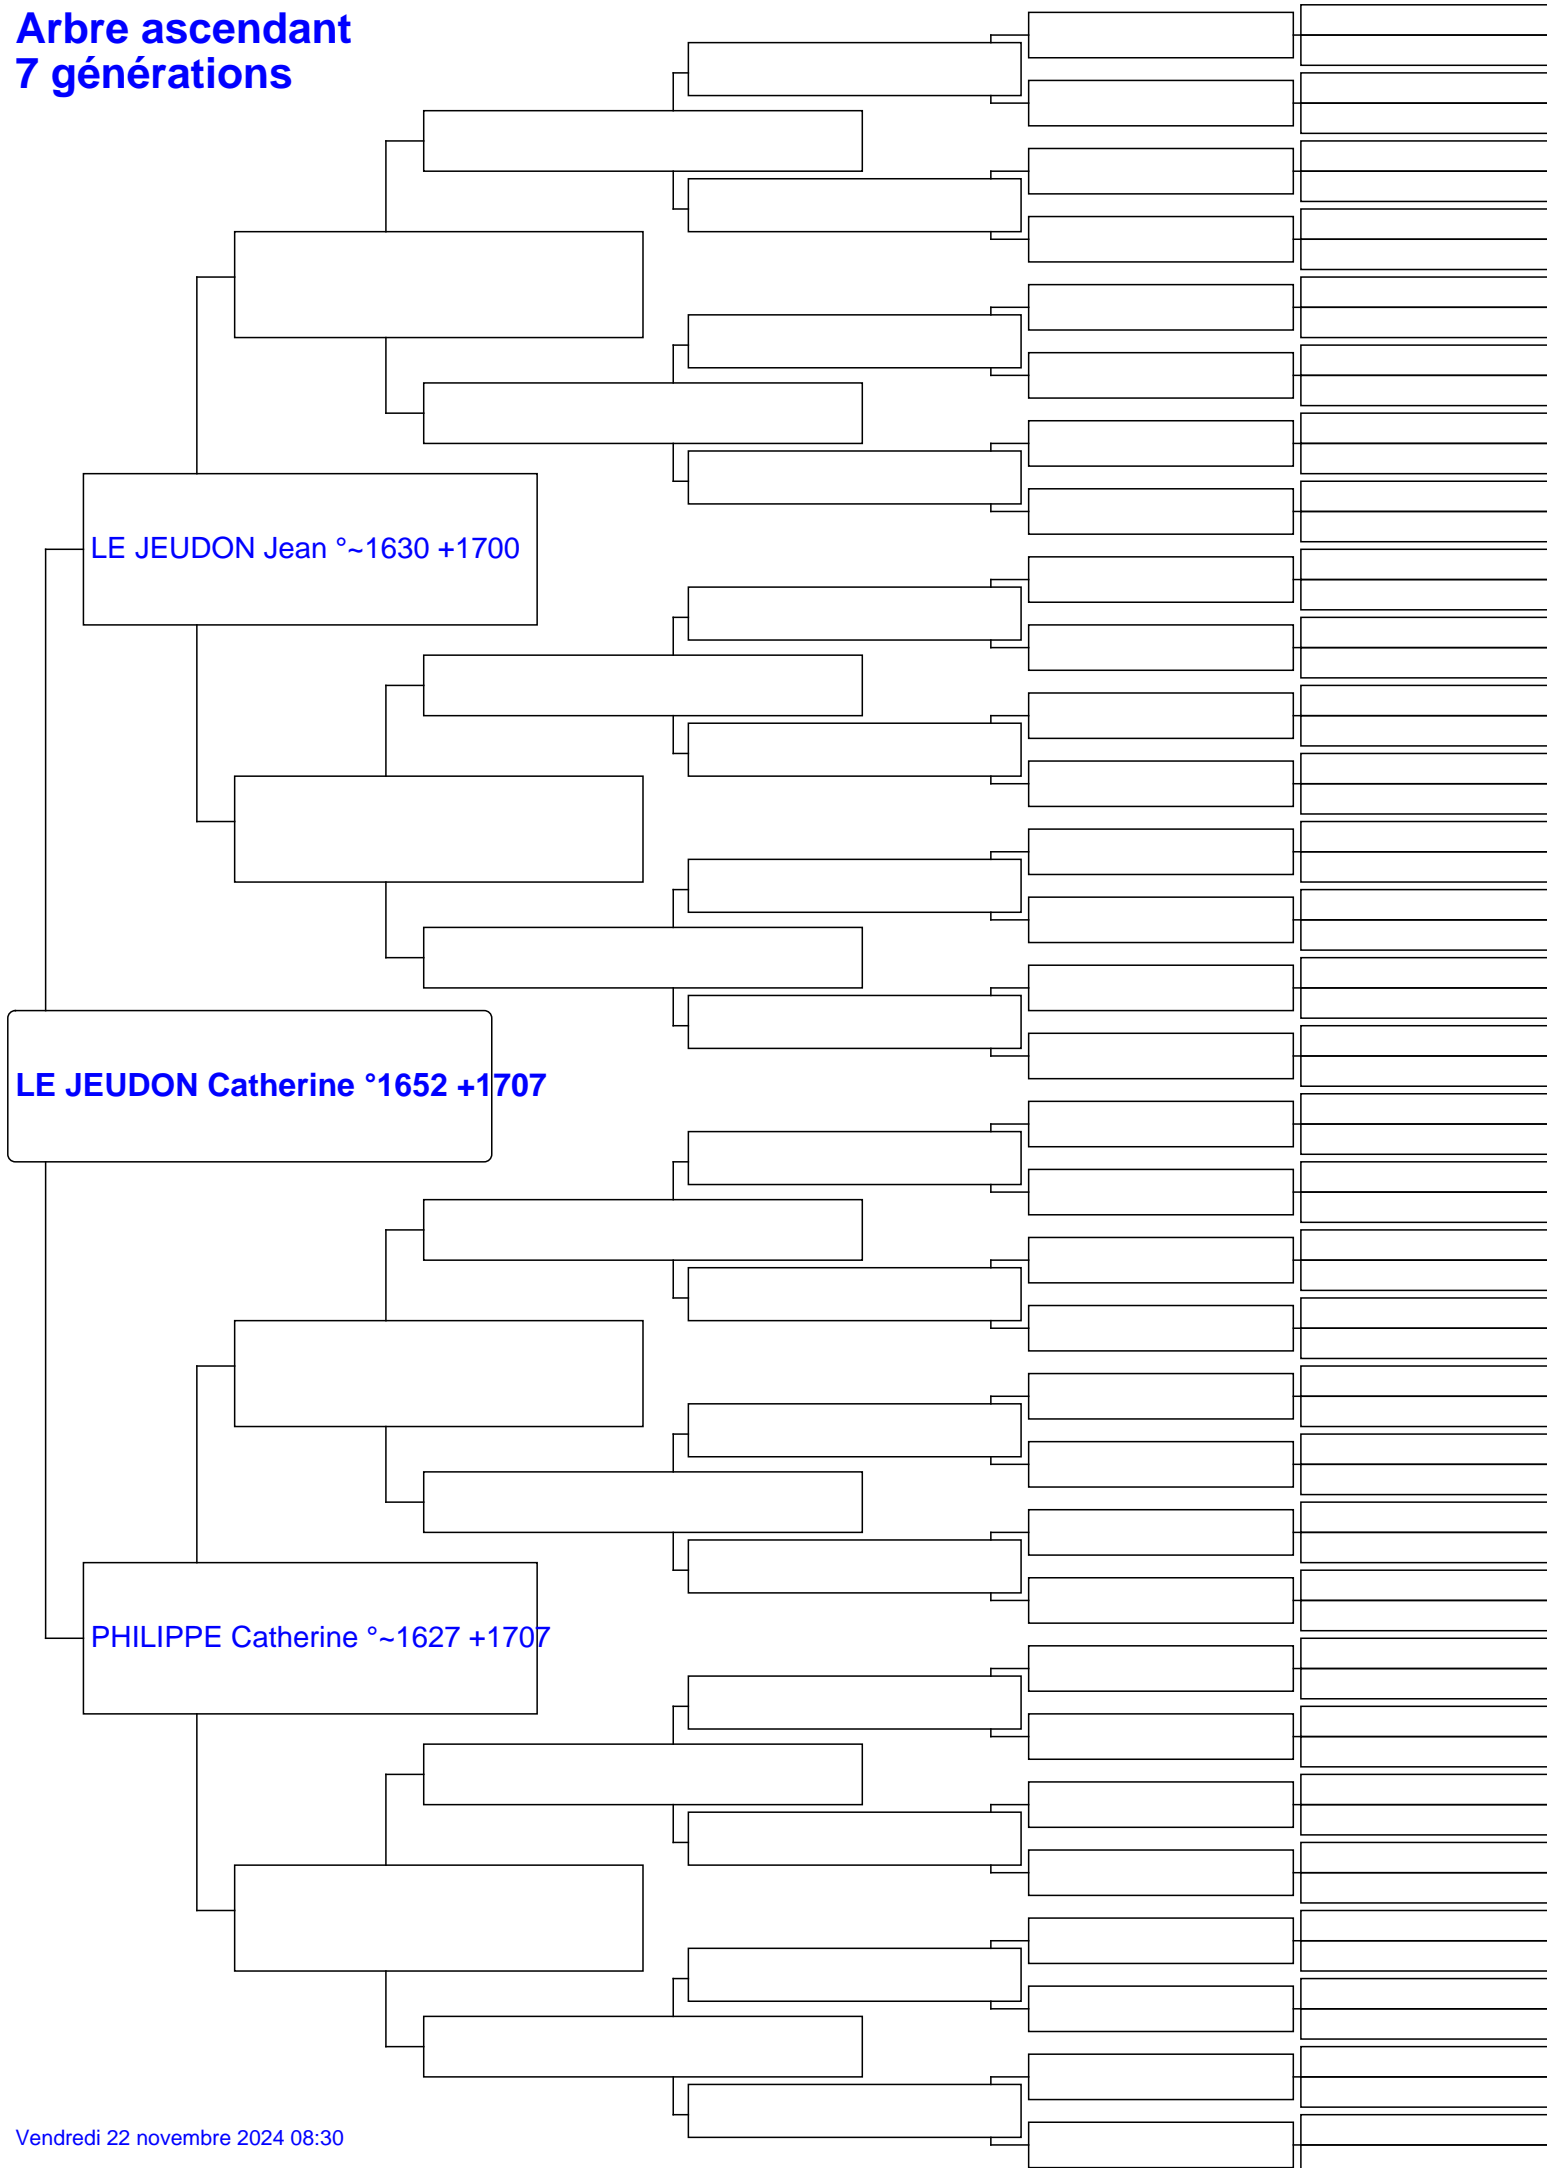 Arbre ascendant
7 générations
LE JEUDON Jean °~1630 +1700
LE JEUDON Catherine °1652 +1707
PHILIPPE Catherine °~1627 +1707
Vendredi 22 novembre 2024 08:30